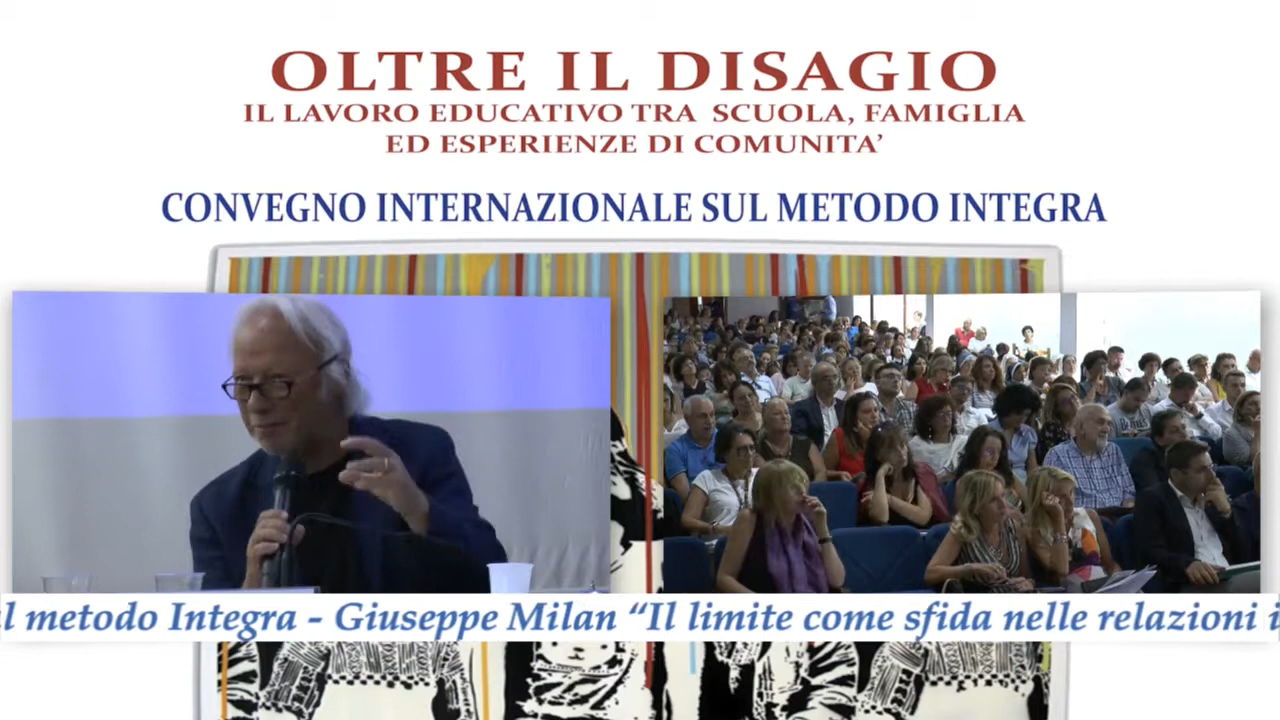 OLTRE IL DISAGIO
IL LAVORO EDUCATIVO TRA SCUOLA, FAMIGLIA
ED ESPERIENZE DI COMUNITA’
CONVEGNO INTERNAZIONALE SUL METODO INTEGRA
l metodo Integra - Giuseppe Milan “Il limite come sfida nelle relazioni i